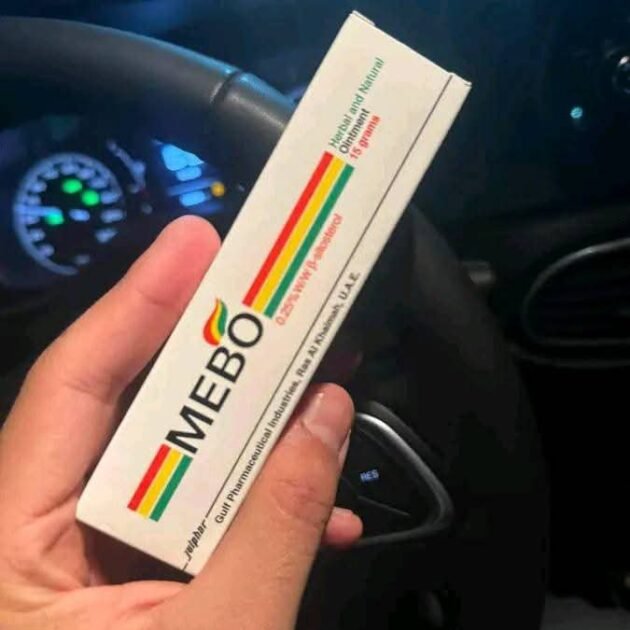 Herbal and Natural
Ointment
15 grams
MEBO
0.25% w/w β-sitosterol
Gulf Pharmaceutical Industries, Ras Al Khaimah, U.A.E.
julphar
RES